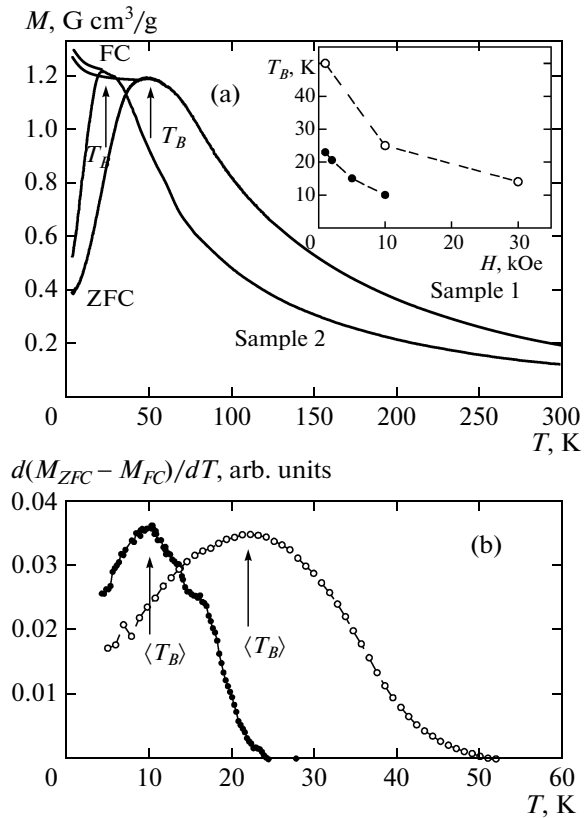 M, G cm³/g
FC
1.2
(a)
T_B
T_B
1.0
0.8
0.6
0.4
0.2
ZFC
Sample 2
Sample 1
0 50 100 150 200 250 300
T, K
T_B, K
50
40
30
20
10
0 10 20 30
H, kOe
d(M_ZFC – M_FC)/dT, arb. units
0.04
(b)
0.03
0.02
⟨T_B⟩
⟨T_B⟩
0.01
0 10 20 30 40 50 60
T, K